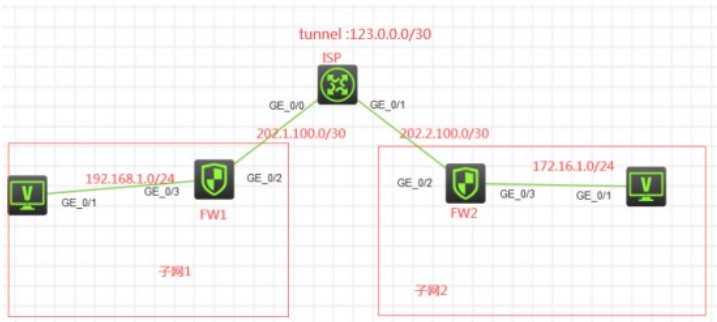 tunnel :123.0.0.0/30
ISP
GE_0/0
GE_0/1
202.1.100.0/30
202.2.100.0/30
192.168.1.0/24
GE_0/1
GE_0/3
GE_0/2
FW1
子网1
GE_0/2
GE_0/3
172.16.1.0/24
GE_0/1
FW2
子网2
V
V